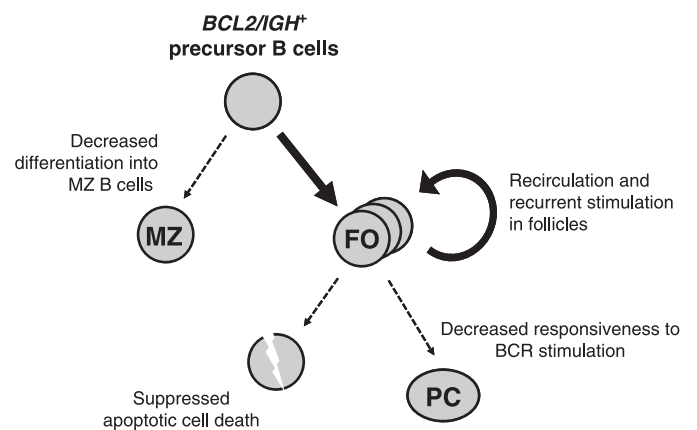 BCL2/IGH+
precursor B cells
Decreased
differentiation into
MZ B cells
MZ
FO
Recirculation and
recurrent stimulation
in follicles
Decreased responsiveness to
BCR stimulation
Suppressed
apoptotic cell death
PC